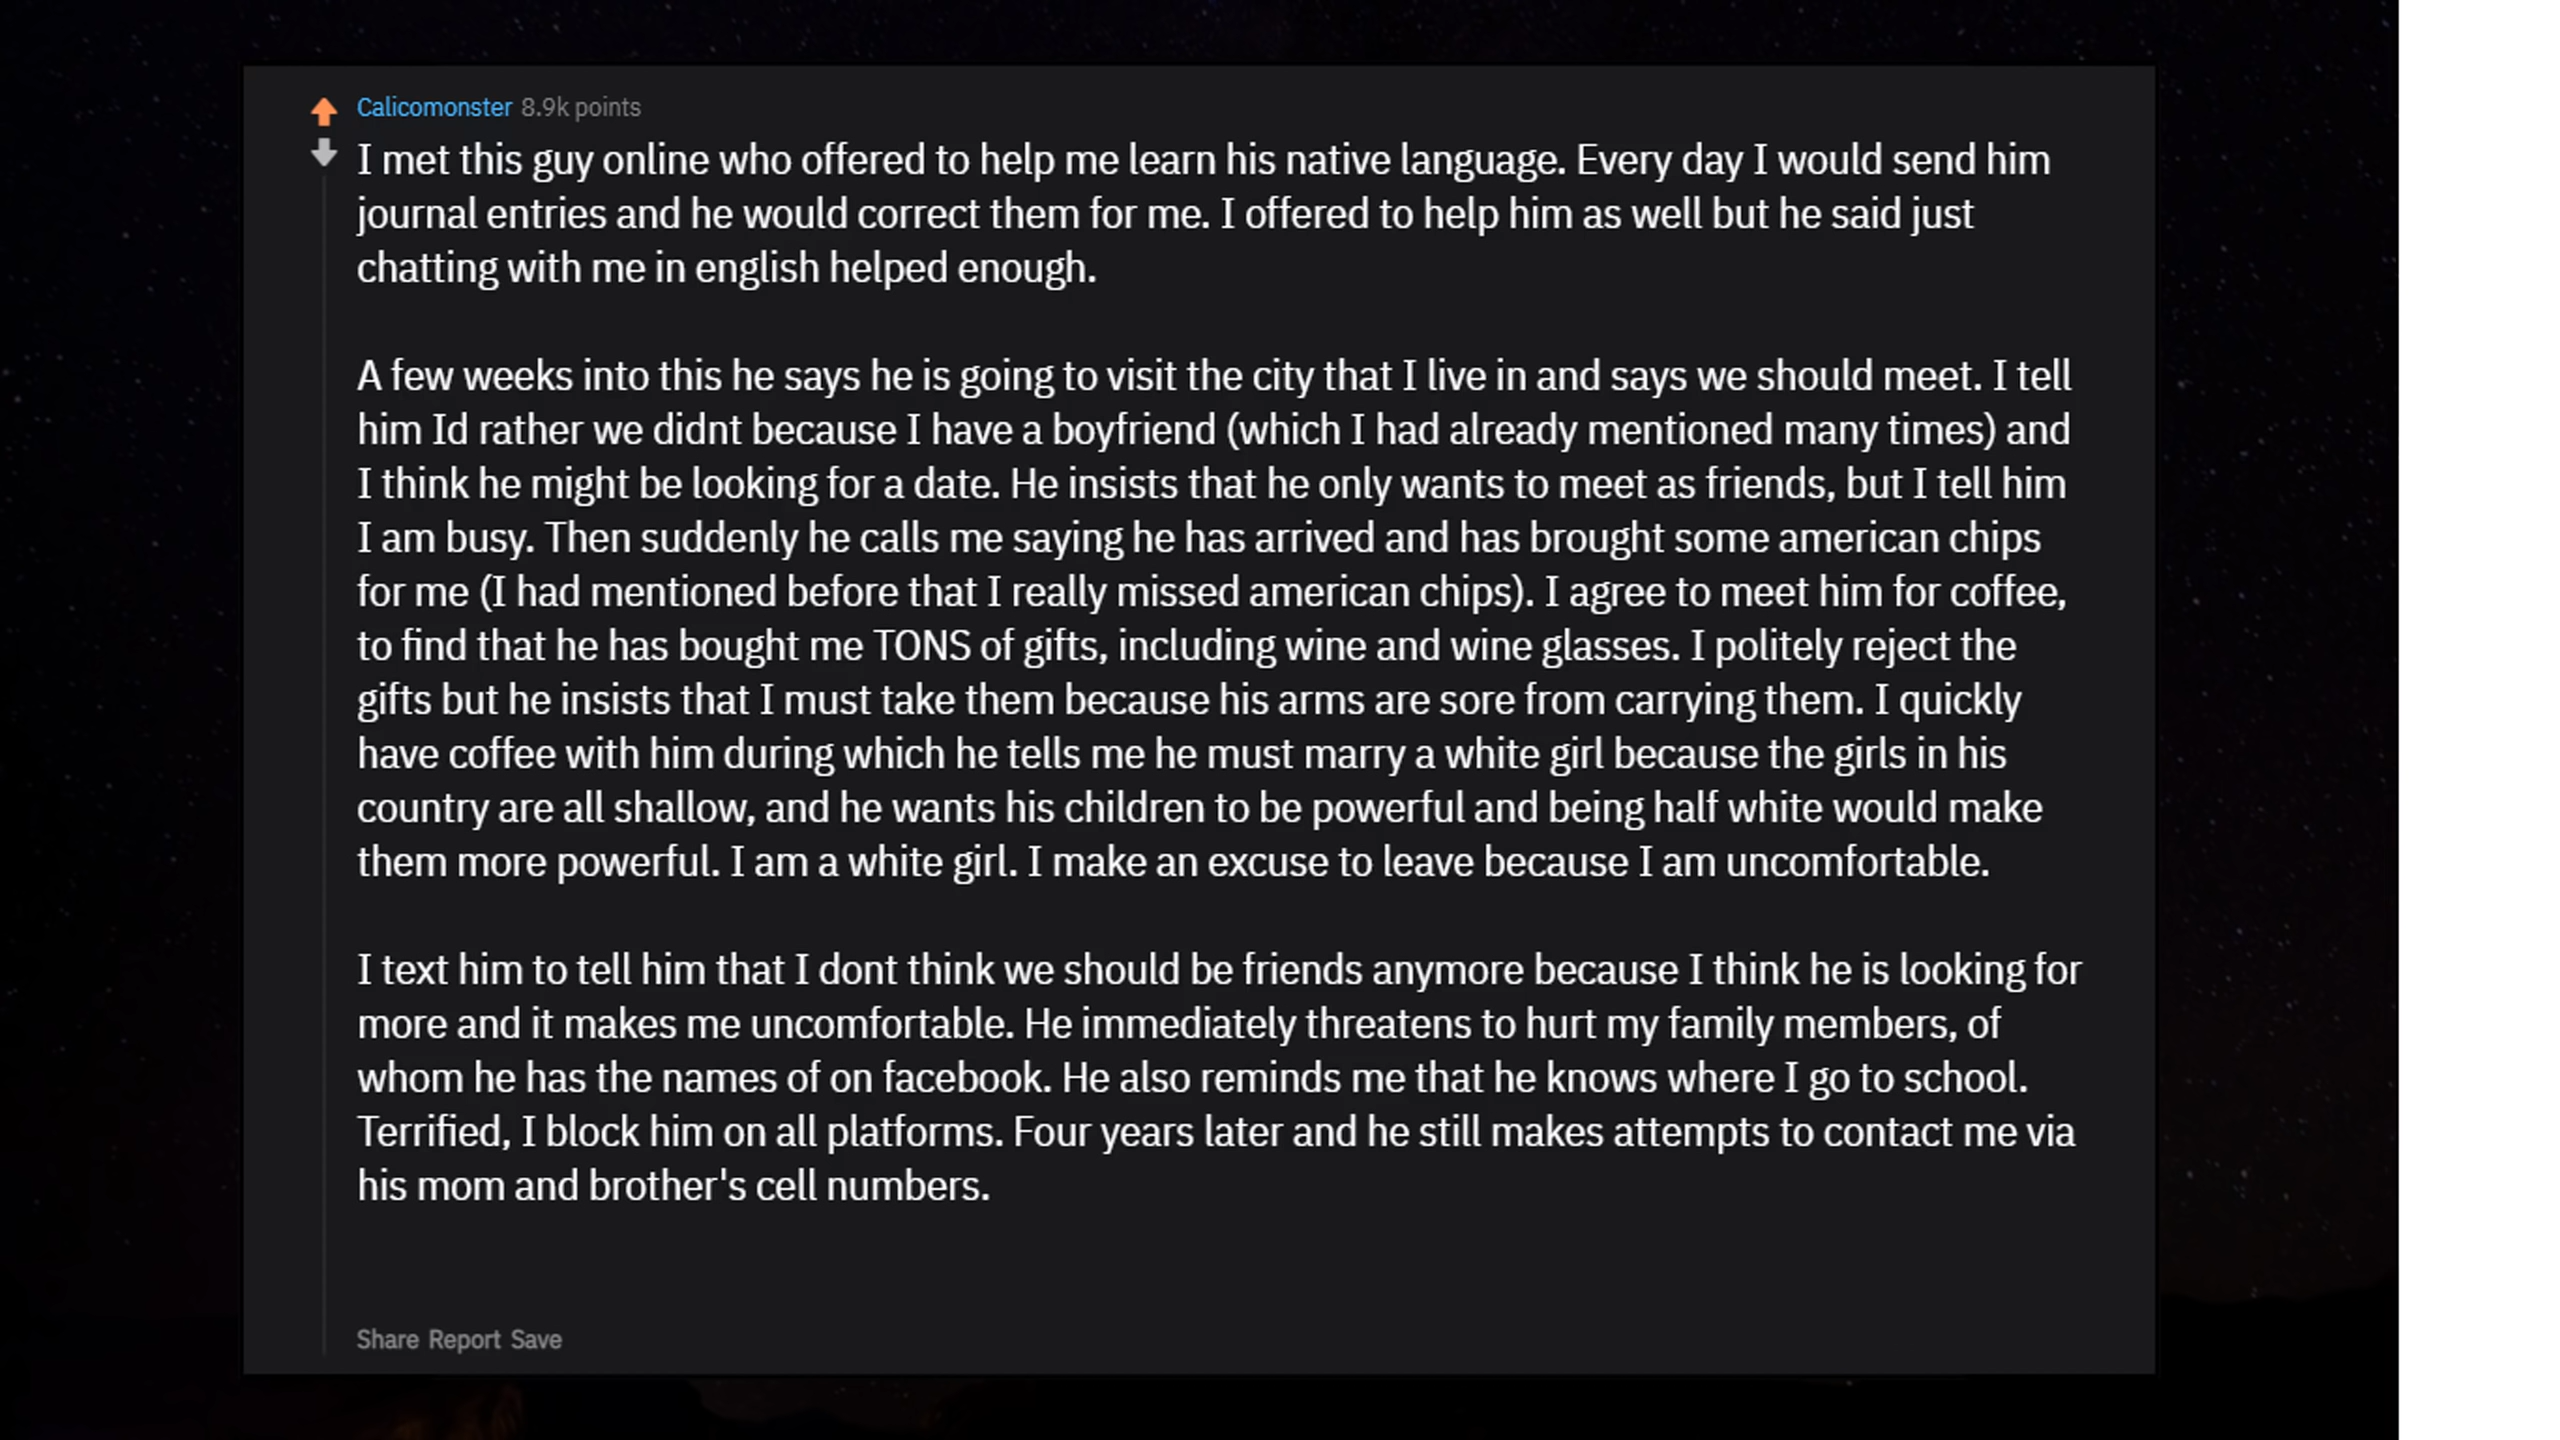 Calicomonster 8.9k points
I met this guy online who offered to help me learn his native language. Every day I would send him
journal entries and he would correct them for me. I offered to help him as well but he said just
chatting with me in english helped enough.
A few weeks into this he says he is going to visit the city that I live in and says we should meet. I tell
him Id rather we didnt because I have a boyfriend (which I had already mentioned many times) and
I think he might be looking for a date. He insists that he only wants to meet as friends, but I tell him
I am busy. Then suddenly he calls me saying he has arrived and has brought some american chips
for me (I had mentioned before that I really missed american chips). I agree to meet him for coffee,
to find that he has bought me TONS of gifts, including wine and wine glasses. I politely reject the
gifts but he insists that I must take them because his arms are sore from carrying them. I quickly
have coffee with him during which he tells me he must marry a white girl because the girls in his
country are all shallow, and he wants his children to be powerful and being half white would make
them more powerful. I am a white girl. I make an excuse to leave because I am uncomfortable.
I text him to tell him that I dont think we should be friends anymore because I think he is looking for
more and it makes me uncomfortable. He immediately threatens to hurt my family members, of
whom he has the names of on facebook. He also reminds me that he knows where I go to school.
Terrified, I block him on all platforms. Four years later and he still makes attempts to contact me via
his mom and brother's cell numbers.
Share Report Save